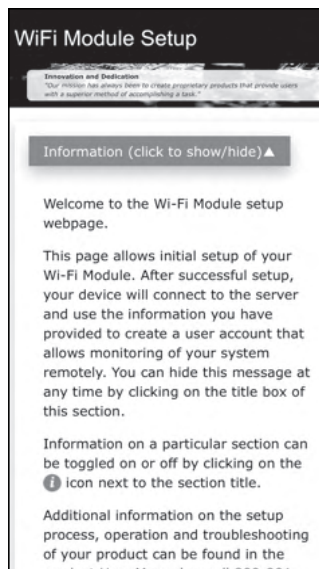 WiFi Module Setup
Innovation and Dedication
"Our mission has always been to create proprietary products that provide users
with a superior method of accomplishing a task."
Information (click to show/hide)▲
Welcome to the Wi-Fi Module setup
webpage.
This page allows initial setup of your
Wi-Fi Module. After successful setup,
your device will connect to the server
and use the information you have
provided to create a user account that
allows monitoring of your system
remotely. You can hide this message at
any time by clicking on the title box of
this section.
Information on a particular section can
be toggled on or off by clicking on the
i icon next to the section title.
Additional information on the setup
process, operation and troubleshooting
of your product can be found in the